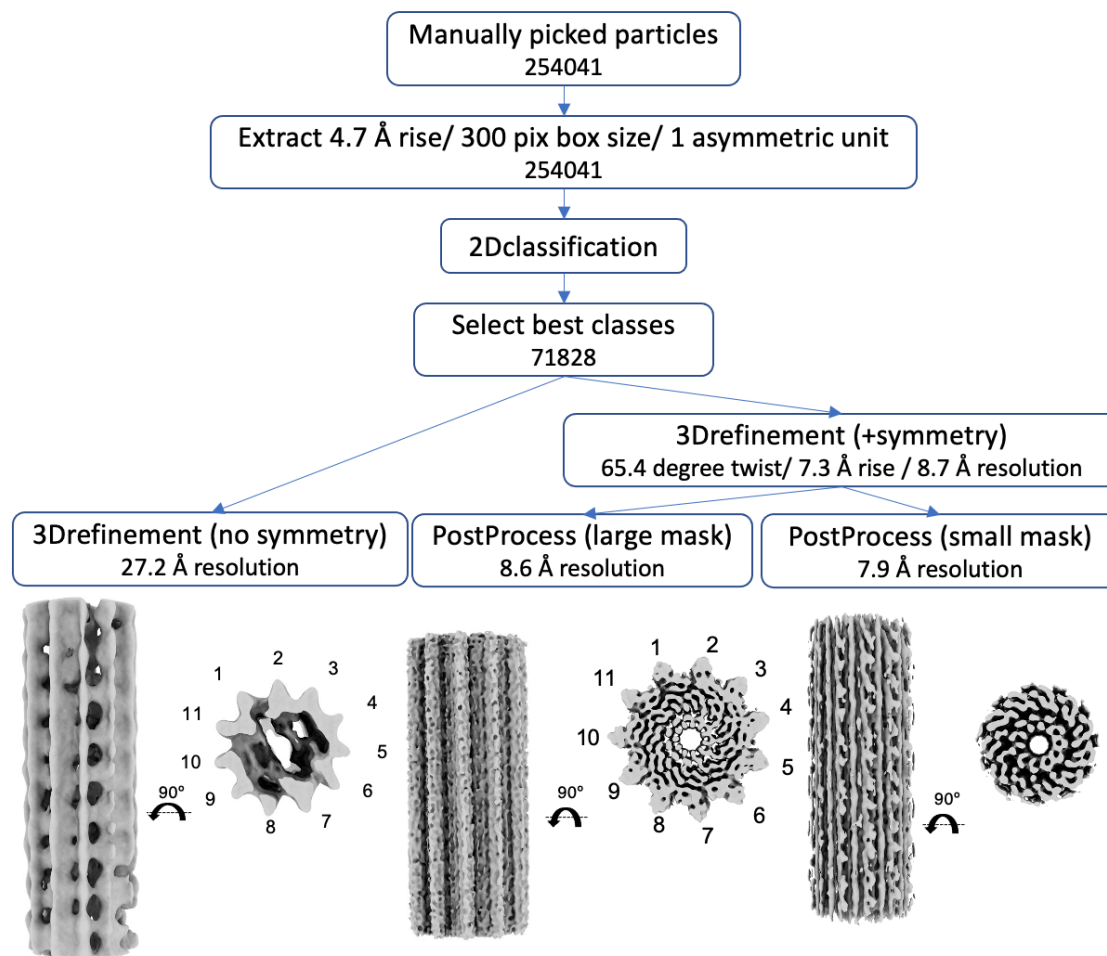 Manually picked particles
254041
Extract 4.7 Å rise/ 300 pix box size/ 1 asymmetric unit
254041
2Dclassification
Select best classes
71828
3Drefinement (+symmetry)
65.4 degree twist/ 7.3 Å rise / 8.7 Å resolution
3Drefinement (no symmetry)
27.2 Å resolution
PostProcess (large mask)
8.6 Å resolution
PostProcess (small mask)
7.9 Å resolution
90°
1
2
3
4
5
6
7
8
9
10
11
90°
1
2
3
4
5
6
7
8
9
10
11
90°